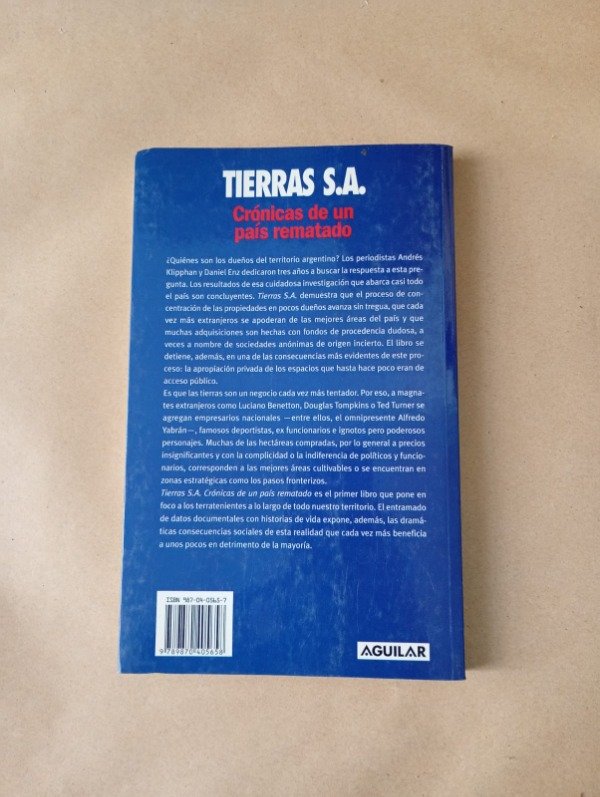 TIERRAS S.A.
Crónicas de un
país rematado
¿Quiénes son los dueños del territorio argentino? Los periodistas Andrés
Klipphan y Daniel Enz dedicaron tres años a buscar la respuesta a esta pre-
gunta. Los resultados de esa cuidadosa investigación que abarca casi todo
el país son concluyentes. Tierras S.A. demuestra que el proceso de con-
centración de las propiedades en pocos dueños avanza sin tregua, que cada
vez más extranjeros se apoderan de las mejores áreas del país y que
muchas adquisiciones son hechas con fondos de procedencia dudosa, a
veces a nombre de sociedades anónimas de origen incierto. El libro se
detiene, además, en una de las consecuencias más evidentes de este pro-
ceso: la apropiación privada de los espacios que hasta hace poco eran de
acceso público.
Es que las tierras son un negocio cada vez más tentador. Por eso, a magna-
tes extranjeros como Luciano Benetton, Douglas Tompkins o Ted Turner se
agregan empresarios nacionales —entre ellos, el omnipresente Alfredo
Yabrán—, famosos deportistas, ex funcionarios e ignotos pero poderosos
personajes. Muchas de las hectáreas compradas, por lo general a precios
insignificantes y con la complicidad o la indiferencia de políticos y funcio-
narios, corresponden a las mejores áreas cultivables o se encuentran en
zonas estratégicas como los pasos fronterizos.
Tierras S.A. Crónicas de un país rematado es el primer libro que pone en
foco a los terratenientes a lo largo de todo nuestro territorio. El entramado
de datos documentales con historias de vida expone, además, las dramá-
ticas consecuencias sociales de esta realidad que cada vez más beneficia
a unos pocos en detrimento de la mayoría.
ISBN 987-04-0565-7
9 789870 405658
AGUILAR